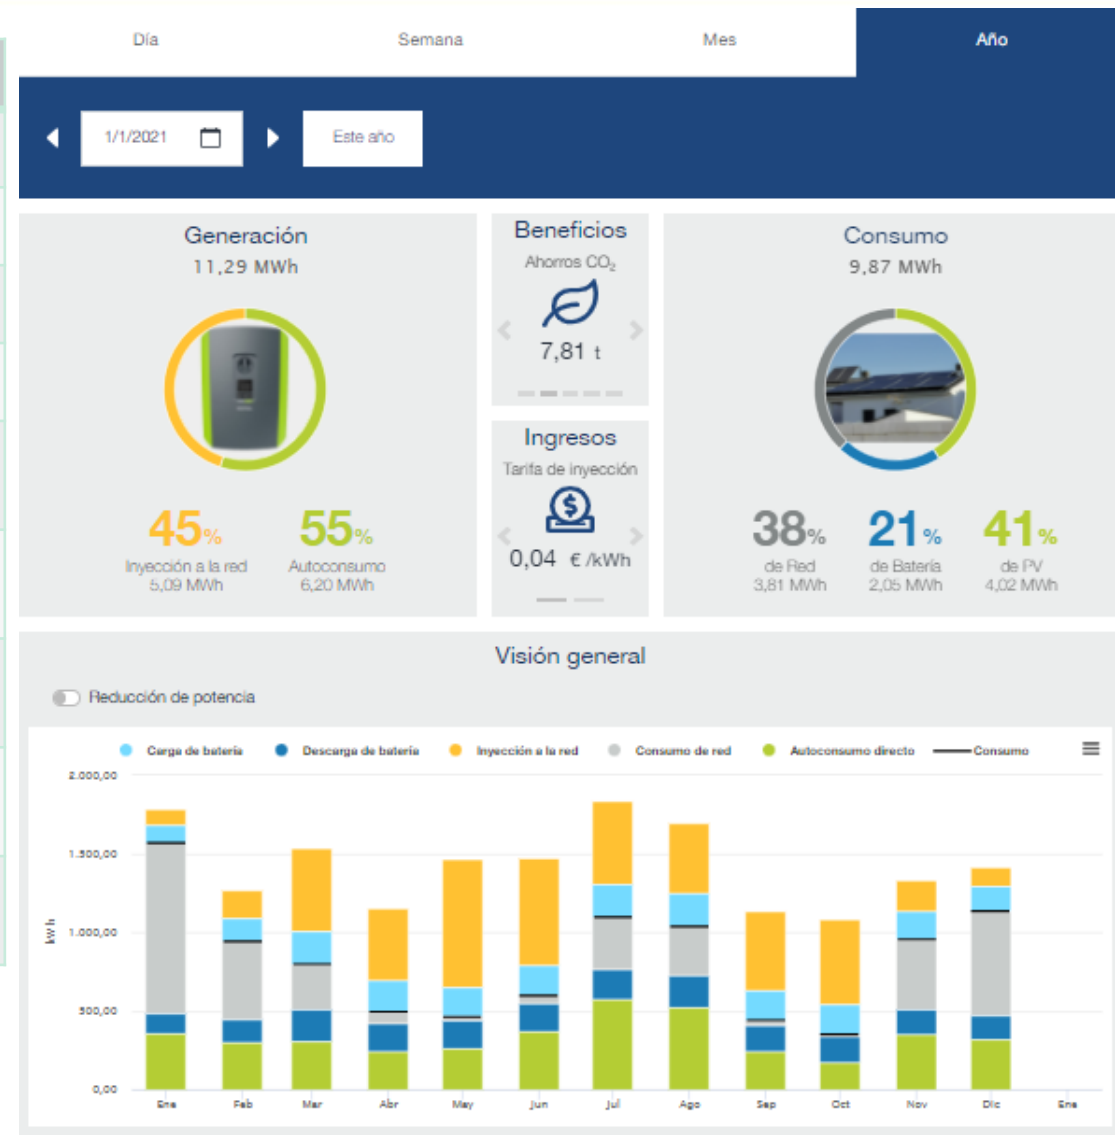 Día Semana Mes Año
1/1/2021 Este año
Generación
11,29 MWh
45% 55%
Inyección a la red Autoconsumo
5,09 MWh 6,20 MWh
Beneficios
Ahorros CO₂
7,81 t
Ingresos
Tarifa de inyección
0,04 €/kWh
Consumo
9,87 MWh
38% 21% 41%
de Red de Batería de PV
3,81 MWh 2,05 MWh 4,02 MWh
Visión general
Reducción de potencia
Carga de batería Descarga de batería Inyección a la red Consumo de red Autoconsumo directo Consumo
2.000,00
1.500,00
1.000,00
500,00
0,00
kWh
Ene Feb Mar Abr May Jun Jul Ago Sep Oct Nov Dic Ene